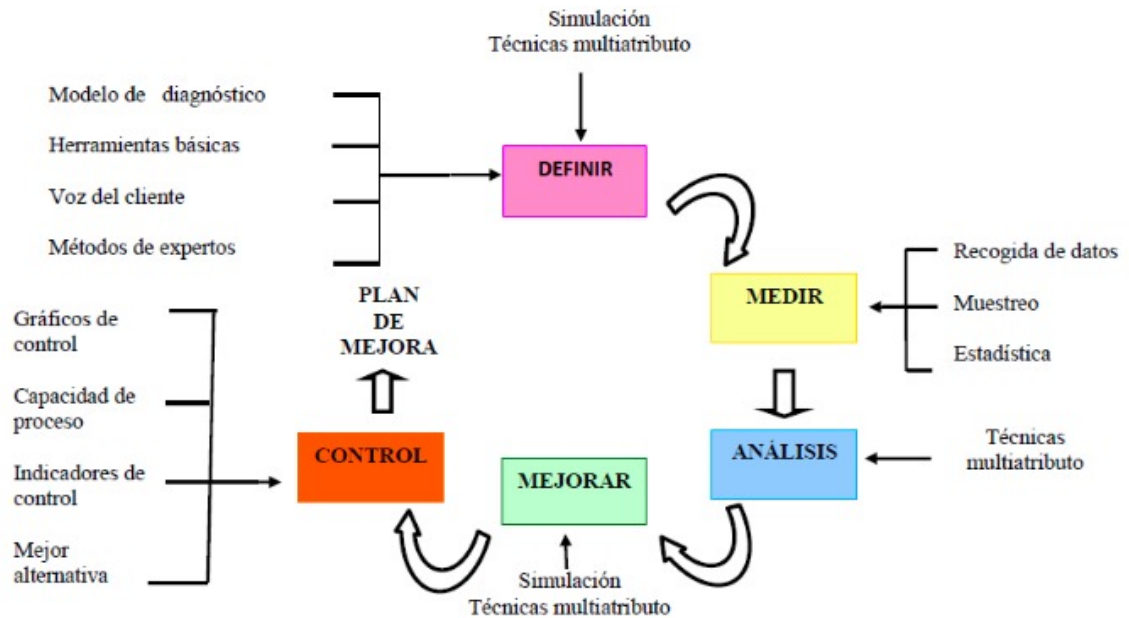 Simulación
Técnicas multiatributo
Modelo de diagnóstico
Herramientas básicas
Voz del cliente
Métodos de expertos
DEFINIR
MEDIR
Recogida de datos
Muestreo
Estadística
PLAN
DE
MEJORA
Gráficos de
control
Capacidad de
proceso
Indicadores de
control
Mejor
alternativa
CONTROL
MEJORAR
ANÁLISIS
Técnicas
multiatributo
Simulación
Técnicas multiatributo